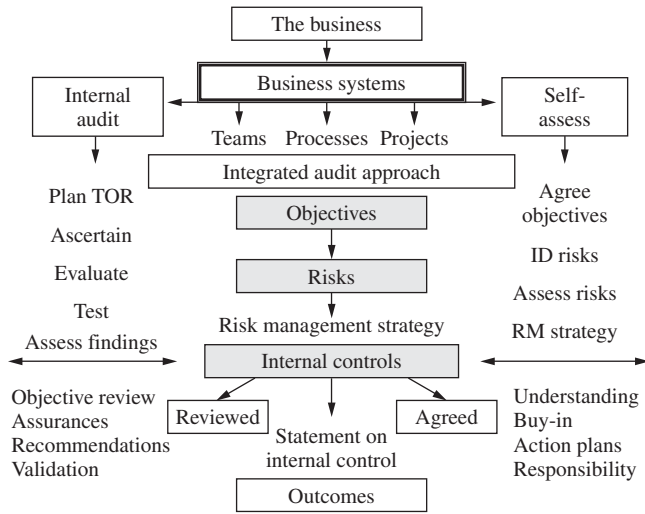 The business
Business systems
Internal
audit
Self-
assess
Teams Processes Projects
Integrated audit approach
Plan TOR
Ascertain
Evaluate
Test
Assess findings
Objectives
Risks
Risk management strategy
Internal controls
Agree
objectives
ID risks
Assess risks
RM strategy
Objective review
Assurances
Recommendations
Validation
Reviewed
Agreed
Statement on
internal control
Outcomes
Understanding
Buy-in
Action plans
Responsibility